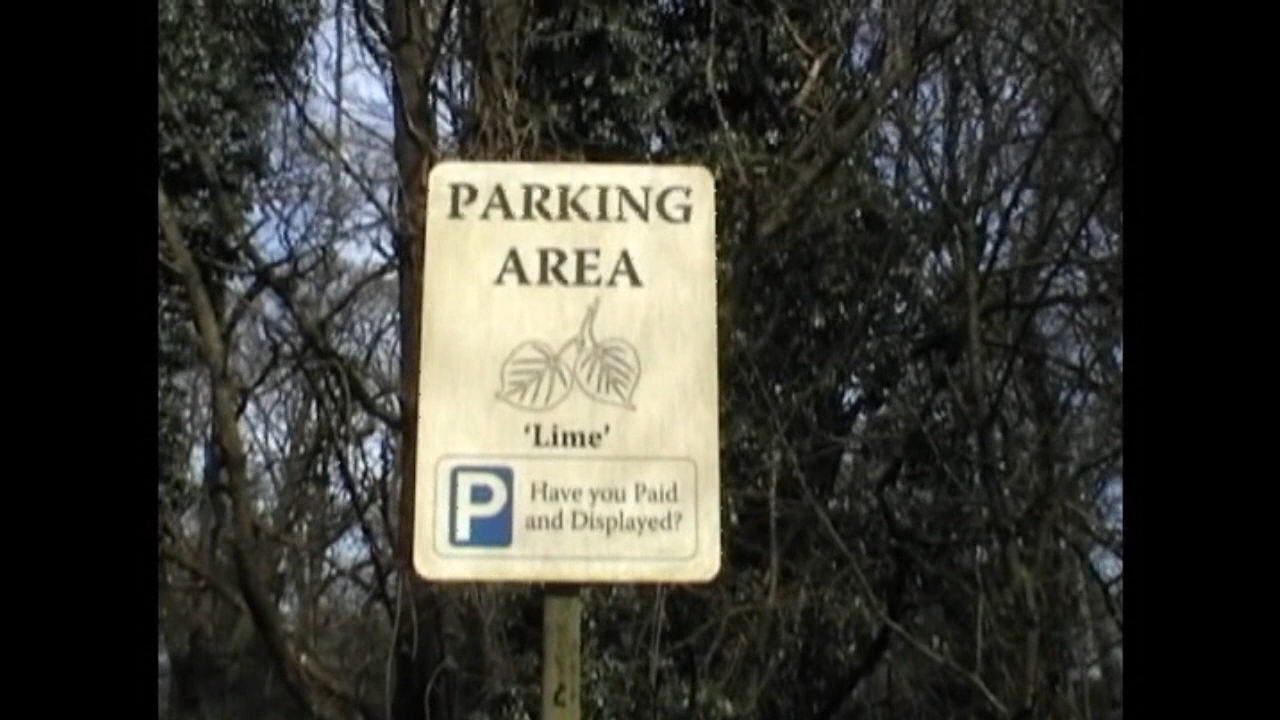 PARKING
AREA
‘Lime’
P
Have you Paid
and Displayed?